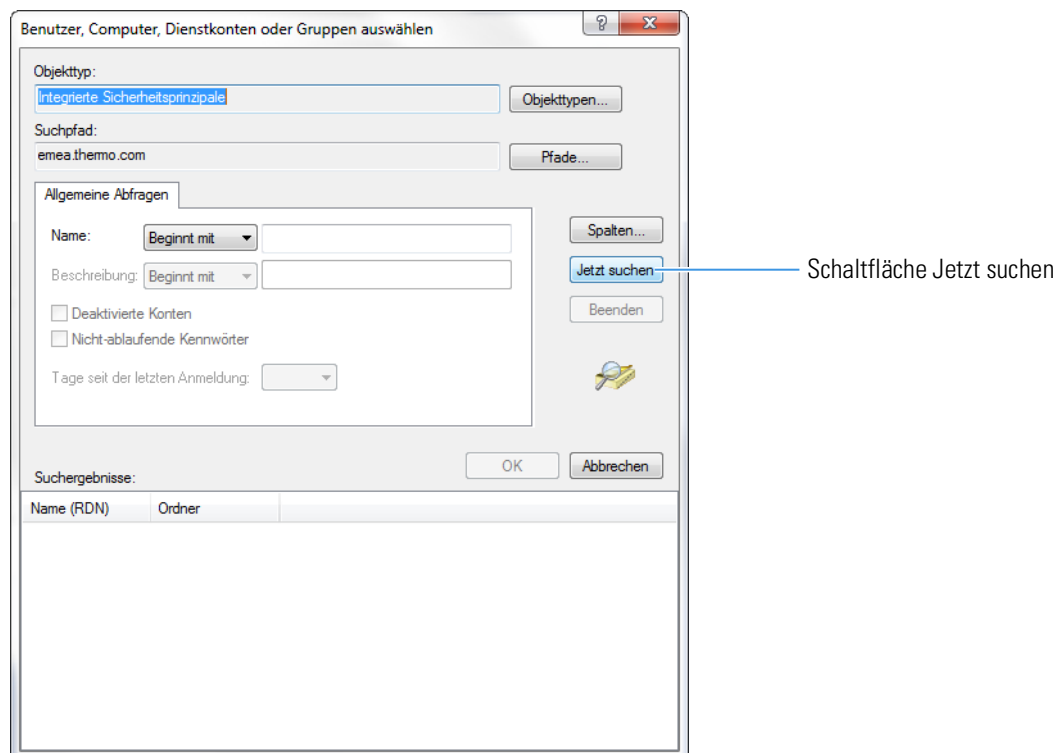 Benutzer, Computer, Dienstkonten oder Gruppen auswählen
Objekttyp:
Integrierte Sicherheitsprinzipale
Objekttypen...
Suchpfad:
emea.thermo.com
Pfade...
Allgemeine Abfragen
Name:
Beginnt mit
Spalten...
Beschreibung:
Beginnt mit
Jetzt suchen
Schaltfläche Jetzt suchen
Deaktivierte Konten
Beenden
Nicht-ablaufende Kennwörter
Tage seit der letzten Anmeldung:
OK
Abbrechen
Suchergebnisse:
Name (RDN)
Ordner